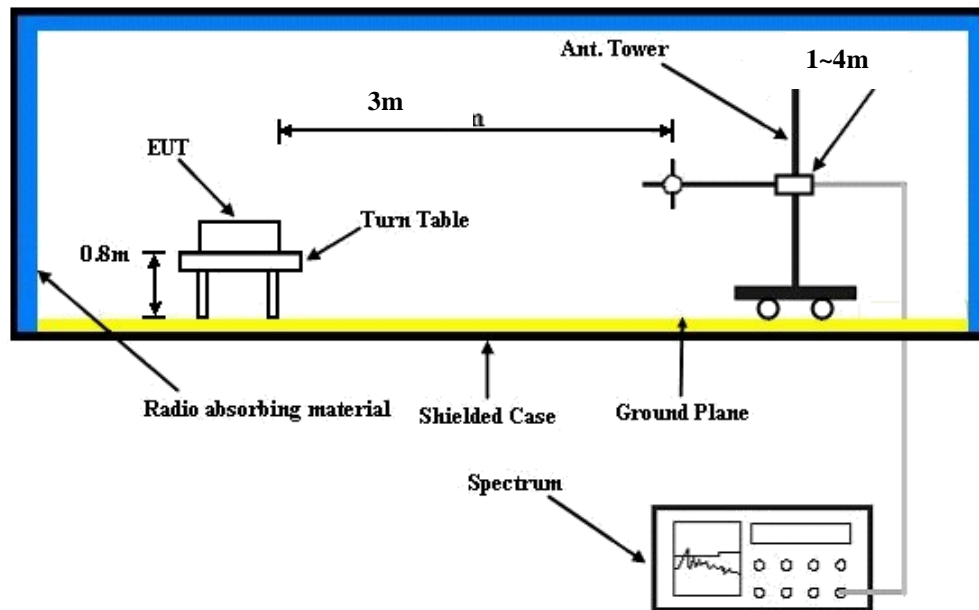 Ant. Tower
1~4m
3m
n
EUT
Turn Table
0.8m
Radio absorbing material
Shielded Case
Ground Plane
Spectrum